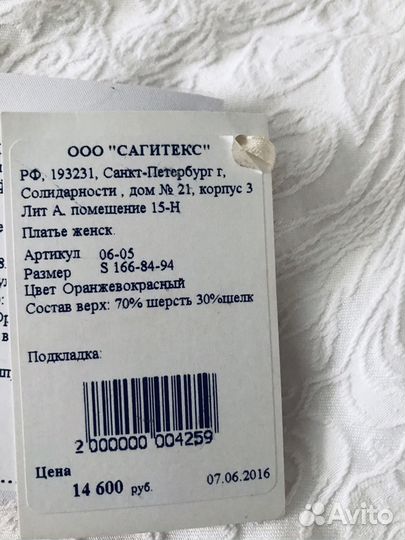 ООО "САГИТЕКС"
РФ, 193231, Санкт-Петербург г,
Солидарности , дом № 21, корпус 3
Лит А. помещение 15-Н
Платье женск.
Артикул 06-05
Размер S 166-84-94
Цвет Оранжевокрасный
Состав верх: 70% шерсть 30%шелк
Подкладка:
2 000000 004259
Цена
14 600 руб. 07.06.2016
Avito